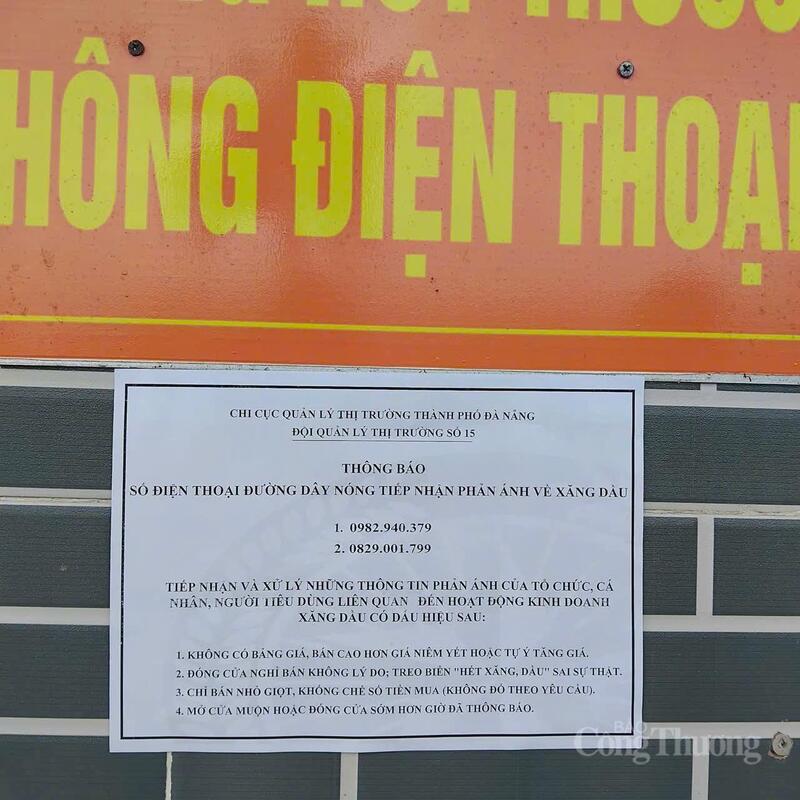 HÔNG ĐIỆN THOẠI
CHI CỤC QUẢN LÝ THỊ TRƯỜNG THÀNH PHỐ ĐÀ NẴNG
ĐỘI QUẢN LÝ THỊ TRƯỜNG SỐ 15
THÔNG BÁO
SỐ ĐIỆN THOẠI ĐƯỜNG DÂY NÓNG TIẾP NHẬN PHẢN ÁNH VỀ XĂNG DẦU
1. 0982.940.379
2. 0829.001.799
TIẾP NHẬN VÀ XỬ LÝ NHỮNG THÔNG TIN PHẢN ÁNH CỦA TỔ CHỨC, CÁ
NHÂN, NGƯỜI TIÊU DÙNG LIÊN QUAN ĐẾN HOẠT ĐỘNG KINH DOANH
XĂNG DẦU CÓ DẤU HIỆU SAU:
1. KHÔNG CÓ BẢNG GIÁ, BÁN CAO HƠN GIÁ NIÊM YẾT HOẶC TỰ Ý TĂNG GIÁ.
2. ĐÓNG CỬA NGHỈ BÁN KHÔNG LÝ DO; TREO BIỂN "HẾT XĂNG, DẦU" SAI SỰ THẬT.
3. CHỈ BÁN NHỎ GIỌT, KHỐNG CHẾ SỐ TIỀN MUA (KHÔNG ĐỔ THEO YÊU CẦU).
4. MỞ CỬA MUỘN HOẶC ĐÓNG CỬA SỚM HƠN GIỜ ĐÃ THÔNG BÁO.
BÁO
Công Thương